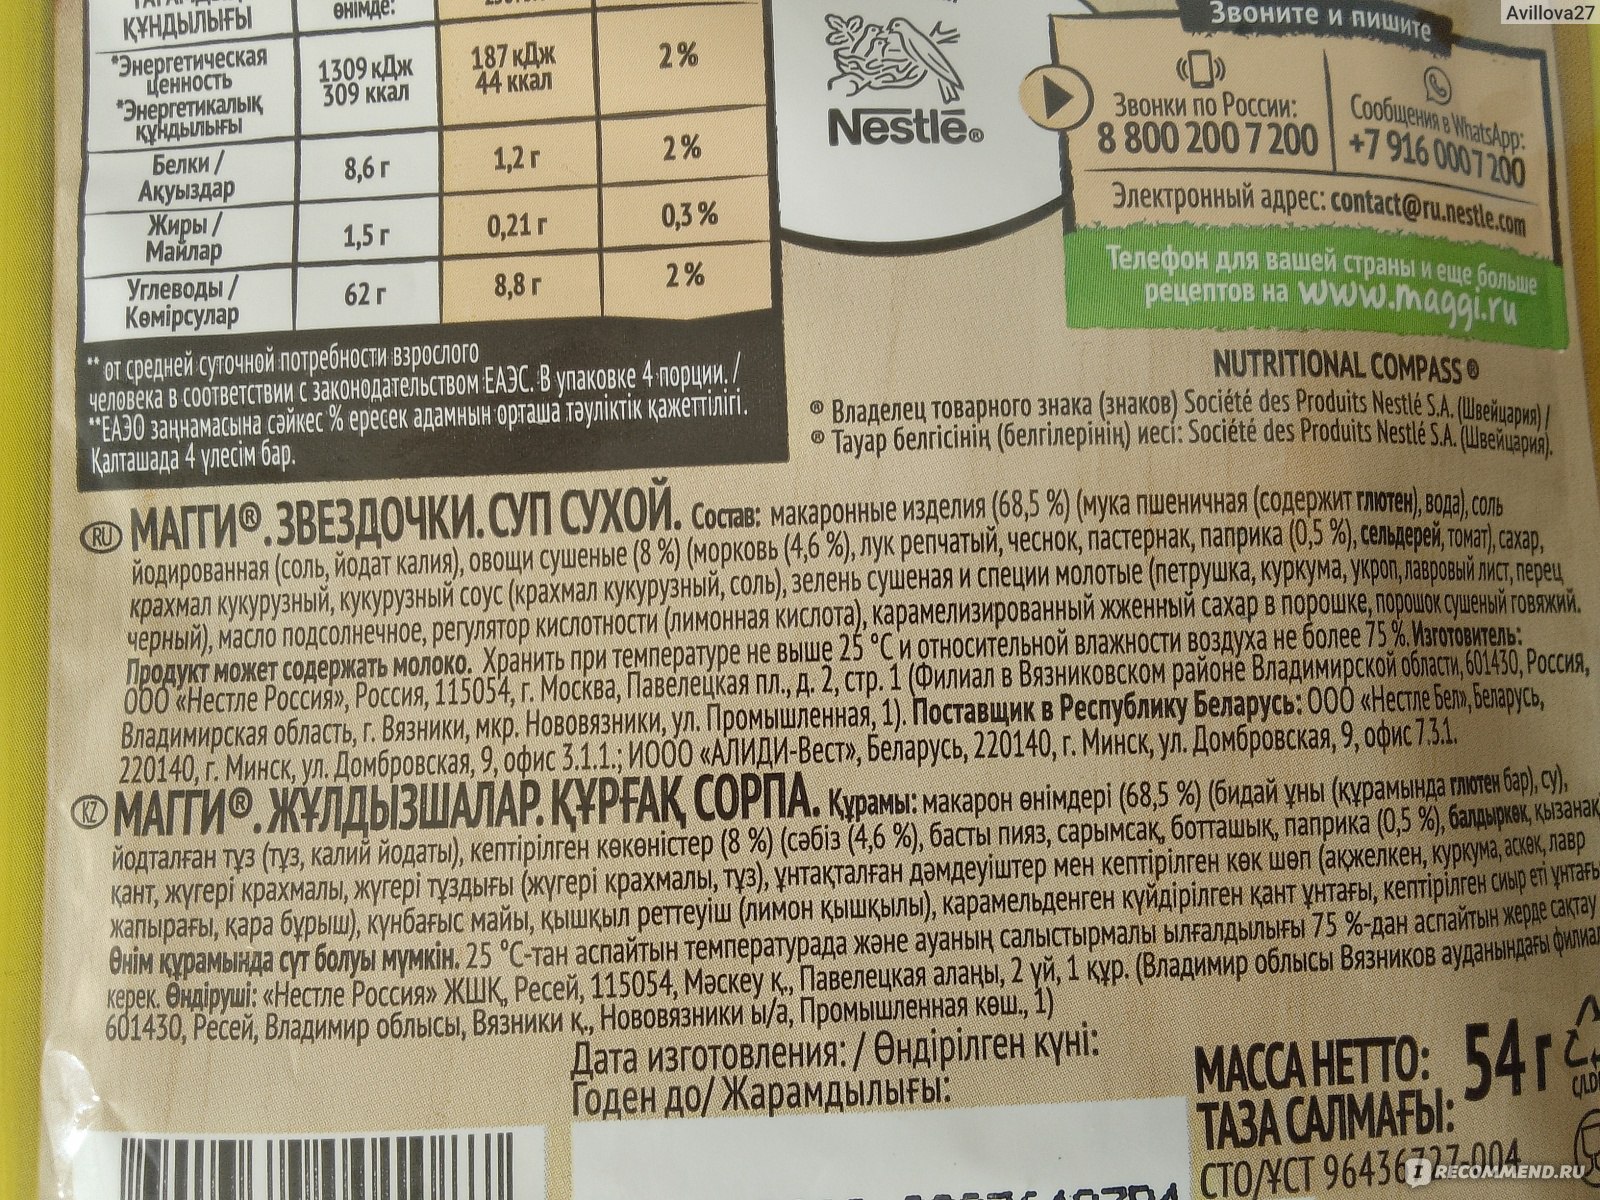 ҚҰНДЫЛЫҒЫ
өнімде:
*Энергетическая
ценность
*Энергетикалық
құндылығы
1309 кДж
309 ккал
187 кДж
44 ккал
2%
Белки /
Ақуыздар
8,6 г
1,2 г
2%
Жиры /
Майлар
1,5 г
0,21 г
0,3%
Углеводы /
Көмірсулар
62 г
8,8 г
2%
** от средней суточной потребности взрослого
человека в соответствии с законодательством ЕАЭС. В упаковке 4 порции. /
**ЕАЭО заңнамасына сәйкес % ересек адамнын орташа тәуліктік қажеттілігі.
Қалташада 4 үлесім бар.
Nestlē®
Звоните и пишите
Звонки по России:
8 800 200 7 200
Сообщения в WhatsApp:
+7 916 000 7 200
Электронный адрес: contact@ru.nestle.com
Телефон для вашей страны и еще больше
рецептов на www.maggi.ru
NUTRITIONAL COMPASS ®
® Владелец товарного знака (знаков) Société des Produits Nestlé S.A. (Швейцария) /
® Тауар белгісінің (белгілерінің) иесі: Société des Produits Nestlé S.A. (Швейцария).
RU МАГГИ®. ЗВЕЗДОЧКИ. СУП СУХОЙ. Состав: макаронные изделия (68,5 %) (мука пшеничная (содержит глютен), вода), соль
йодированная (соль, йодат калия), овощи сушеные (8 %) (морковь (4,6 %), лук репчатый, чеснок, пастернак, паприка (0,5 %), сельдерей, томат), сахар,
крахмал кукурузный, кукурузный соус (крахмал кукурузный, соль), зелень сушеная и специи молотые (петрушка, куркума, укроп, лавровый лист, перец
черный), масло подсолнечное, регулятор кислотности (лимонная кислота), карамелизированный жженный сахар в порошке, порошок сушеный говяжий.
Продукт может содержать молоко. Хранить при температуре не выше 25 °С и относительной влажности воздуха не более 75 %. Изготовитель:
ООО «Нестле Россия», Россия, 115054, г. Москва, Павелецкая пл., д. 2, стр. 1 (Филиал в Вязниковском районе Владимирской области, 601430, Россия,
Владимирская область, г. Вязники, мкр. Нововязники, ул. Промышленная, 1). Поставщик в Республику Беларусь: ООО «Нестле Бел», Беларусь,
220140, г. Минск, ул. Домбровская, 9, офис 3.1.1.; ИООО «АЛИДИ-Вест», Беларусь, 220140, г. Минск, ул. Домбровская, 9, офис 7.3.1.
KZ МАГГИ®. ЖҰЛДЫЗШАЛАР. ҚҰРҒАҚ СОРПА. Құрамы: макарон өнімдері (68,5 %) (бидай ұны (құрамында глютен бар), су),
йодталған тұз (тұз, калий йодаты), кептірілген көкөністер (8 %) (сәбіз (4,6 %), басты пияз, сарымсақ, ботташық, паприка (0,5 %), балдыркөк, қызанақ
қант, жүгері крахмалы, жүгері тұздығы (жүгері крахмалы, тұз), ұнтақталған дәмдеуіштер мен кептірілген көк шөп (ақжелкен, куркума, аскөк, лавр
жапырағы, қара бұрыш), күнбағыс майы, қышқыл реттеуіш (лимон қышқылы), карамельденген күйдірілген қант ұнтағы, кептірілген сиыр еті ұнтағы
Өнім құрамында сүт болуы мүмкін. 25 °С-тан аспайтын температурада және ауаның салыстырмалы ылғалдылығы 75 %-дан аспайтын жерде сақтау
керек. Өндіруші: «Нестле Россия» ЖШҚ, Ресей, 115054, Мәскеу қ., Павелецкая алаңы, 2 үй, 1 құр. (Владимир облысы Вязников ауданындағы филиал
601430, Ресей, Владимир облысы, Вязники қ., Нововязники ы/а, Промышленная көш., 1)
Дата изготовления: / Өндірілген күні:
Годен до/ Жарамдылығы:
МАССА НЕТТО: 54 г
ТАЗА САЛМАҒЫ:
СТО/ҰСТ 96436727-004
Avillova27
IRECOMMEND.RU